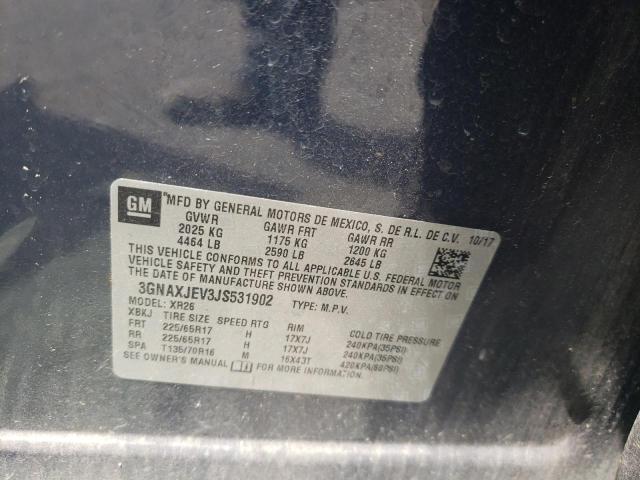 GM
MFD BY GENERAL MOTORS DE MEXICO, S. DE R.L. DE C.V. 10/17
GVWR GAWR FRT GAWR RR
2025 KG 1175 KG 1200 KG
4464 LB 2590 LB 2645 LB
THIS VEHICLE CONFORMS TO ALL APPLICABLE U.S. FEDERAL MOTOR
VEHICLE SAFETY AND THEFT PREVENTION STANDARDS IN EFFECT ON
THE DATE OF MANUFACTURE SHOWN ABOVE.
3GNAXJEV3JS531902 TYPE: M.P.V.
MODEL: XR26
XBKJ TIRE SIZE SPEED RTG RIM COLD TIRE PRESSURE
FRT 225/65R17 H 17X7J 240KPA(35PSI)
RR 225/65R17 H 17X7J 240KPA(35PSI)
SPA T135/70R16 M 16X43T 420KPA(60PSI)
SEE OWNER'S MANUAL i FOR MORE INFORMATION.